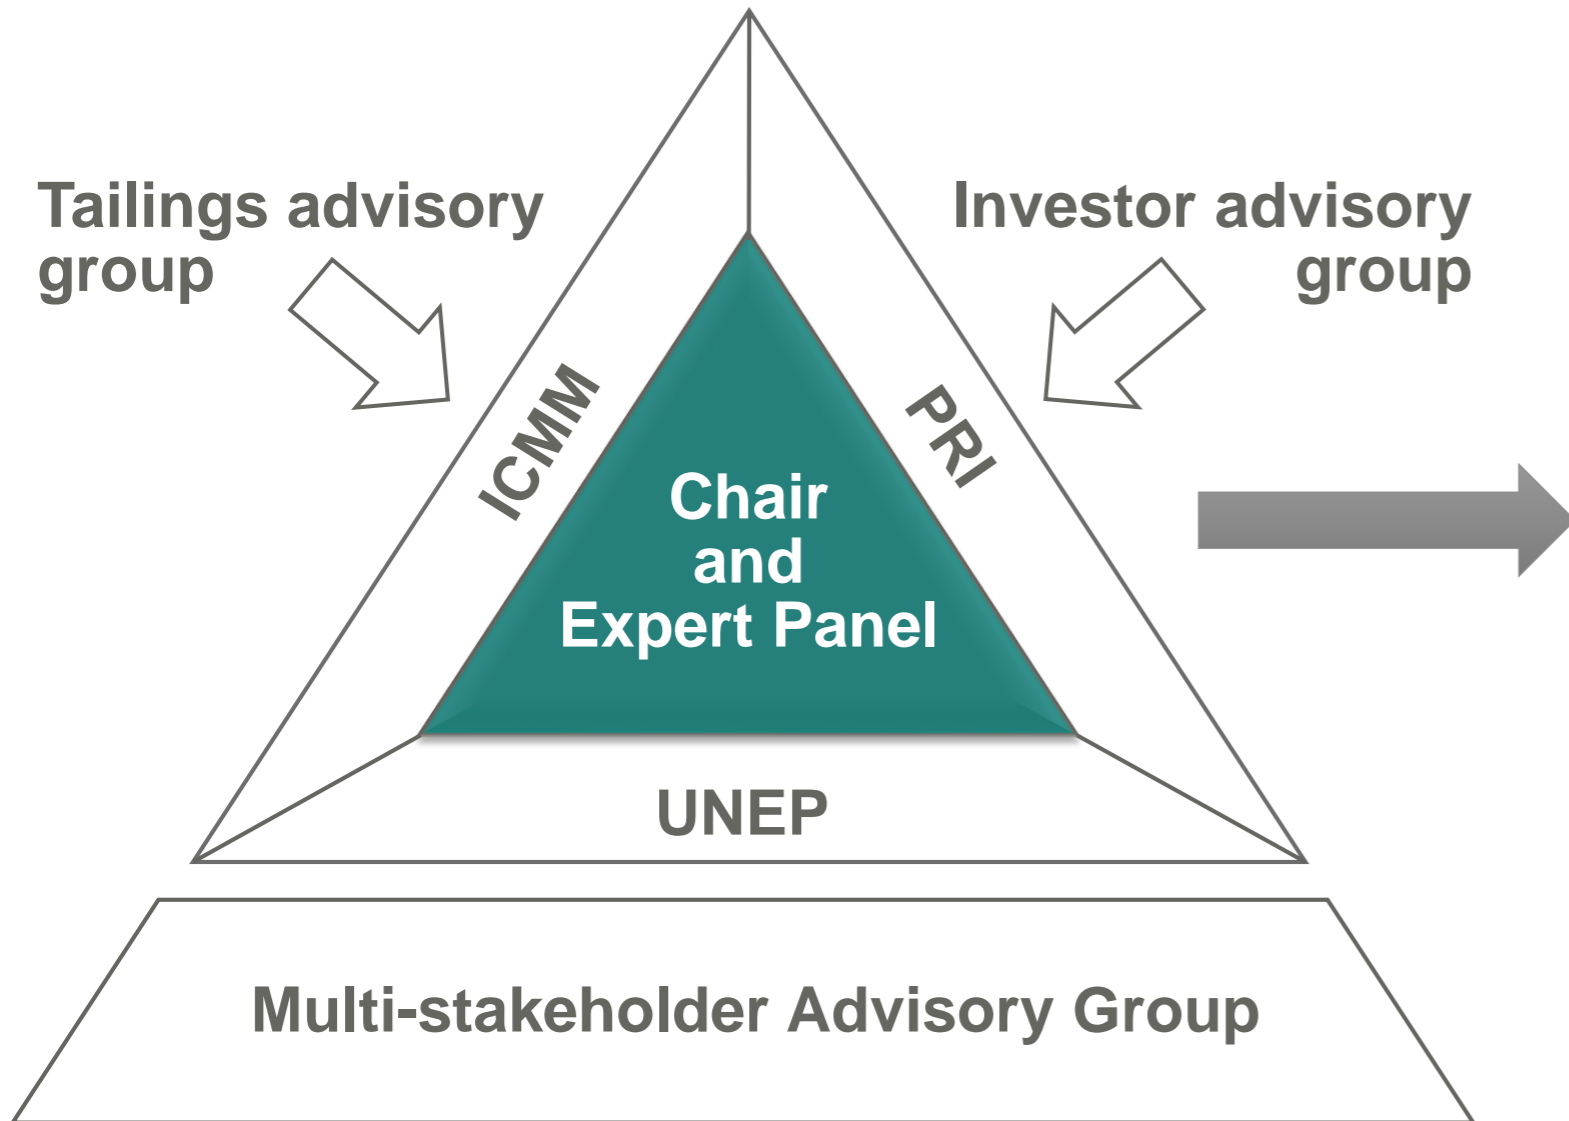 Tailings advisory
group
Investor advisory
group
ICMM
PRI
Chair
and
Expert Panel
UNEP
Multi-stakeholder Advisory Group